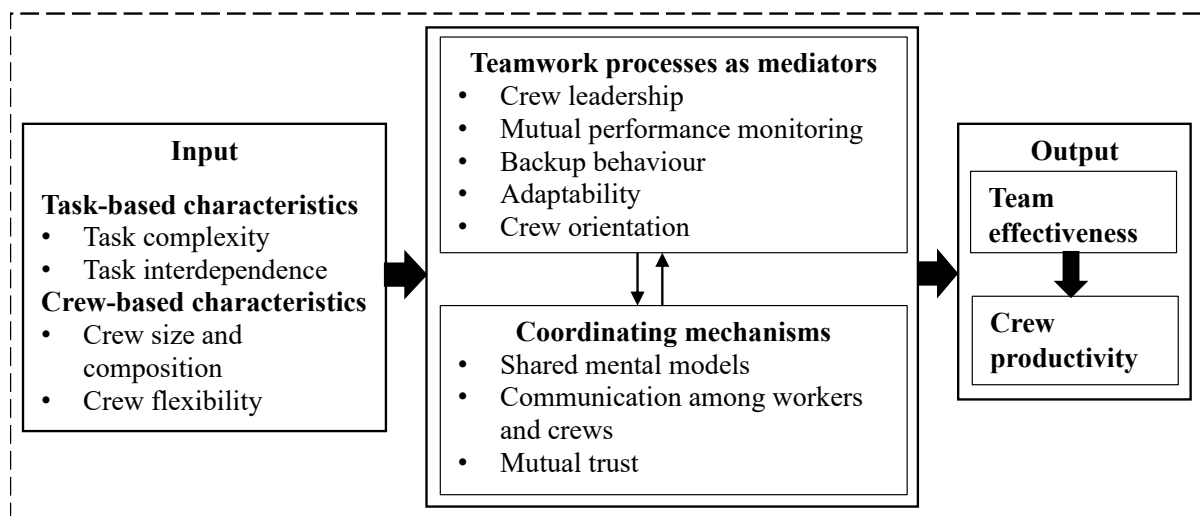 Input
Task-based characteristics
• Task complexity
• Task interdependence
Crew-based characteristics
• Crew size and
composition
• Crew flexibility
Teamwork processes as mediators
• Crew leadership
• Mutual performance monitoring
• Backup behaviour
• Adaptability
• Crew orientation
Coordinating mechanisms
• Shared mental models
• Communication among workers
and crews
• Mutual trust
Output
Team
effectiveness
Crew
productivity